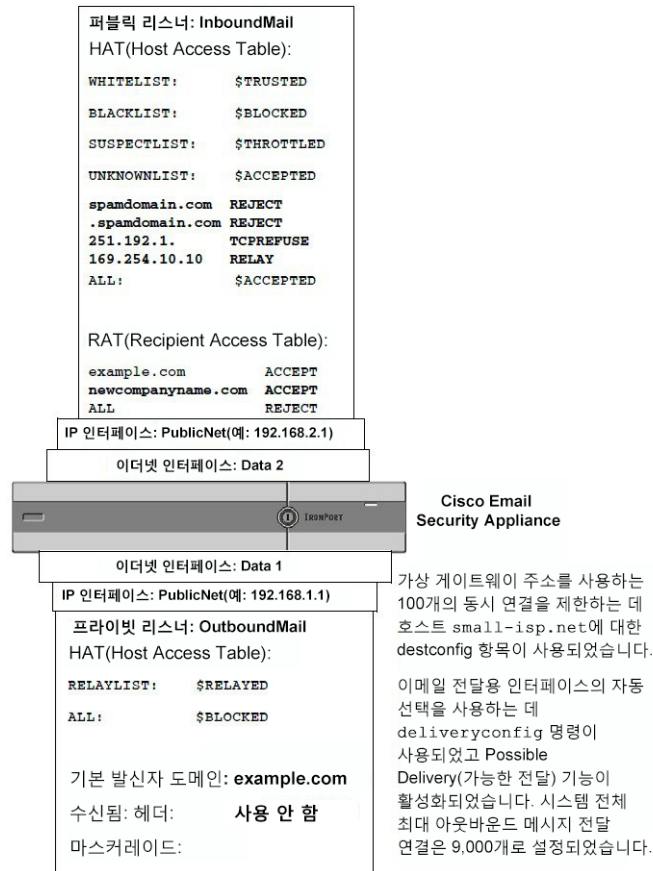 퍼블릭 리스너: InboundMail
HAT(Host Access Table):
WHITELIST: $TRUSTED
BLACKLIST: $BLOCKED
SUSPECTLIST: $THROTTLED
UNKNOWNLIST: $ACCEPTED
spamdomain.com REJECT
.spamdomain.com REJECT
251.192.1. TCPREFUSE
169.254.10.10 RELAY
ALL: $ACCEPTED
RAT(Recipient Access Table):
example.com ACCEPT
newcompanyname.com ACCEPT
ALL REJECT
IP 인터페이스: PublicNet(예: 192.168.2.1)
이더넷 인터페이스: Data 2
IRONPORT
Cisco Email
Security Appliance
이더넷 인터페이스: Data 1
IP 인터페이스: PublicNet(예: 192.168.1.1)
프라이빗 리스너: OutboundMail
HAT(Host Access Table):
RELAYLIST: $RELAYED
ALL: $BLOCKED
기본 발신자 도메인: example.com
수신됨: 헤더: 사용 안 함
마스커레이드:
가상 게이트웨이 주소를 사용하는
100개의 동시 연결을 제한하는 데
호스트 small-isp.net에 대한
destconfig 항목이 사용되었습니다.
이메일 전달용 인터페이스의 자동
선택을 사용하는 데
deliveryconfig 명령이
사용되었고 Possible
Delivery(가능한 전달) 기능이
활성화되었습니다. 시스템 전체
최대 아웃바운드 메시지 전달
연결은 9,000개로 설정되었습니다.